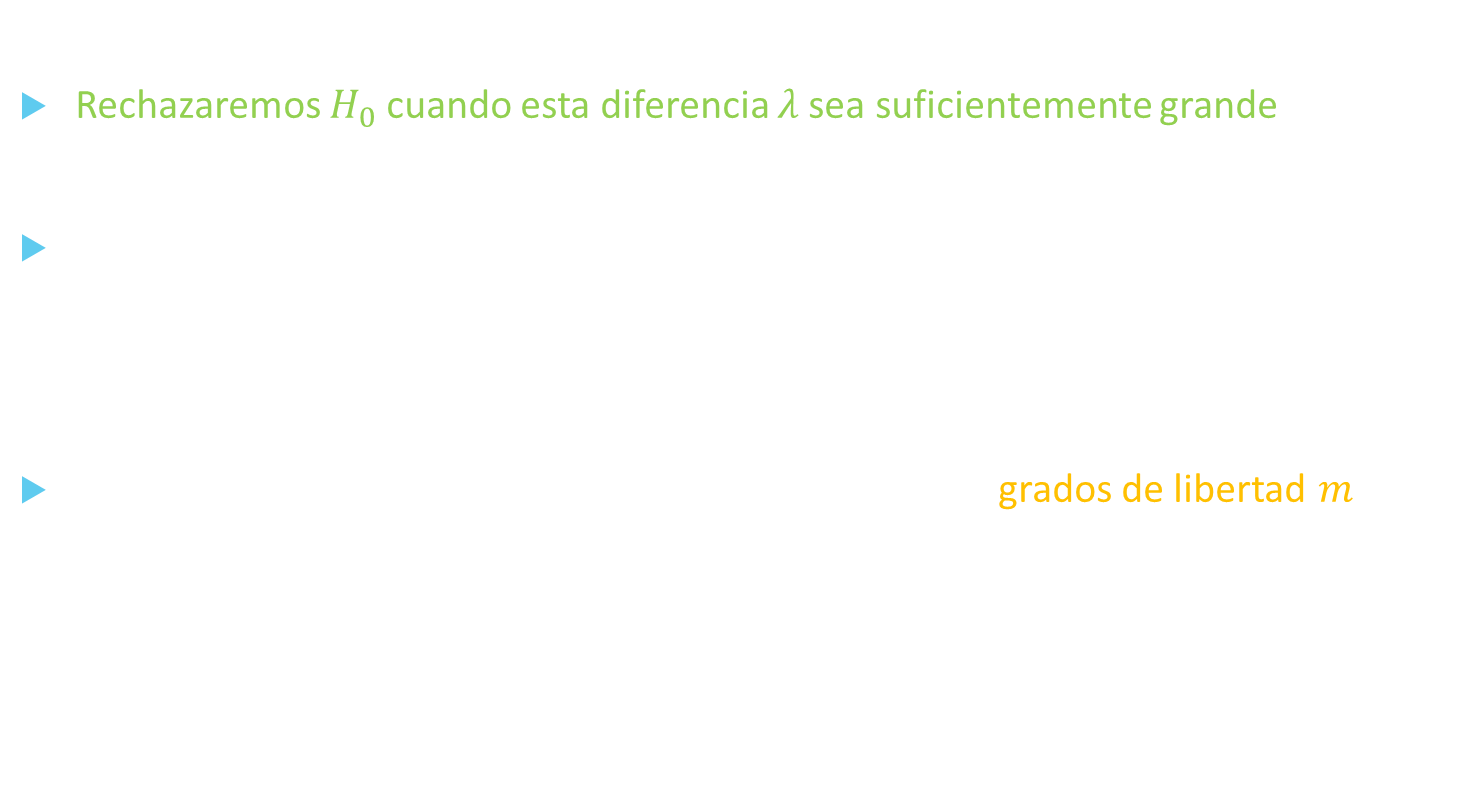 Rechazaremos H₀ cuando esta diferencia λ sea suficientemente grande
grados de libertad m